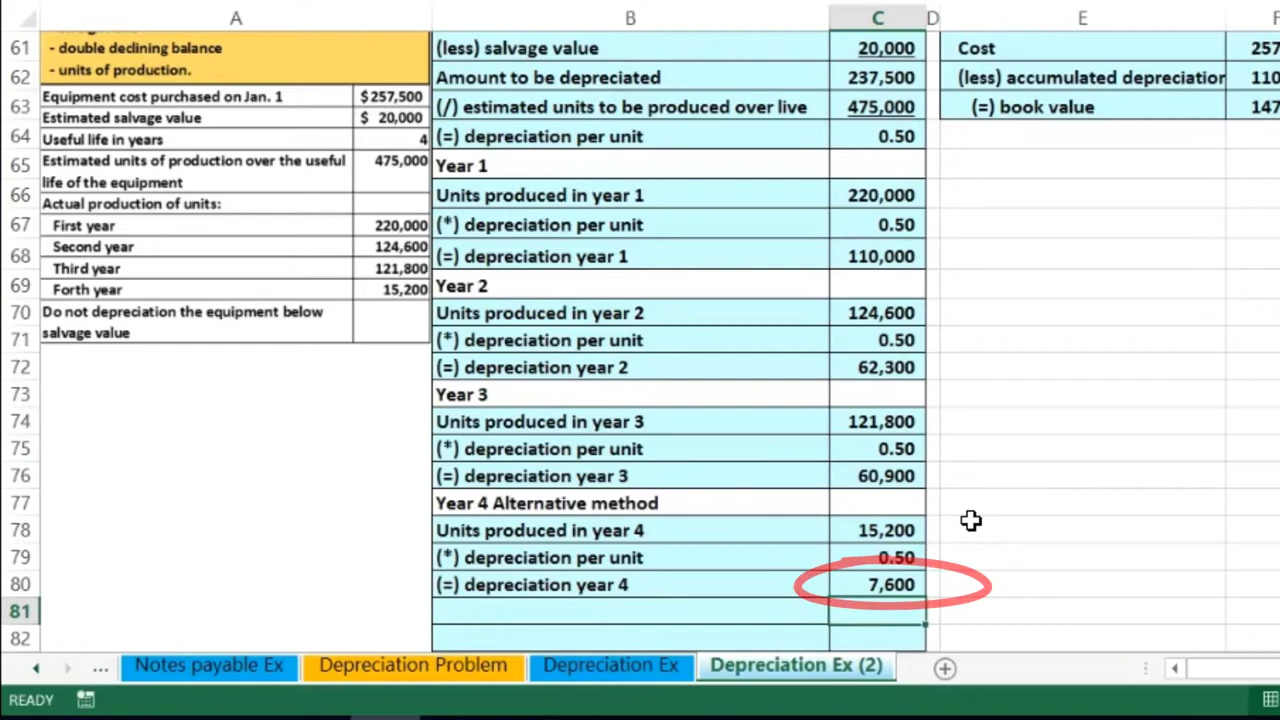 A B C D E F
- double declining balance
- units of production.
Equipment cost purchased on Jan. 1 $257,500
Estimated salvage value $ 20,000
Useful life in years 4
Estimated units of production over the useful 475,000
life of the equipment
Actual production of units:
First year 220,000
Second year 124,600
Third year 121,800
Forth year 15,200
Do not depreciation the equipment below
salvage value
61 (less) salvage value 20,000 Cost 257
62 Amount to be depreciated 237,500 (less) accumulated depreciation 110
63 (/) estimated units to be produced over live 475,000 (=) book value 147
64 (=) depreciation per unit 0.50
65 Year 1
66 Units produced in year 1 220,000
67 (*) depreciation per unit 0.50
68 (=) depreciation year 1 110,000
69 Year 2
70 Units produced in year 2 124,600
71 (*) depreciation per unit 0.50
72 (=) depreciation year 2 62,300
73 Year 3
74 Units produced in year 3 121,800
75 (*) depreciation per unit 0.50
76 (=) depreciation year 3 60,900
77 Year 4 Alternative method
78 Units produced in year 4 15,200
79 (*) depreciation per unit 0.50
80 (=) depreciation year 4 7,600
81
82
... Notes payable Ex Depreciation Problem Depreciation Ex Depreciation Ex (2)
READY